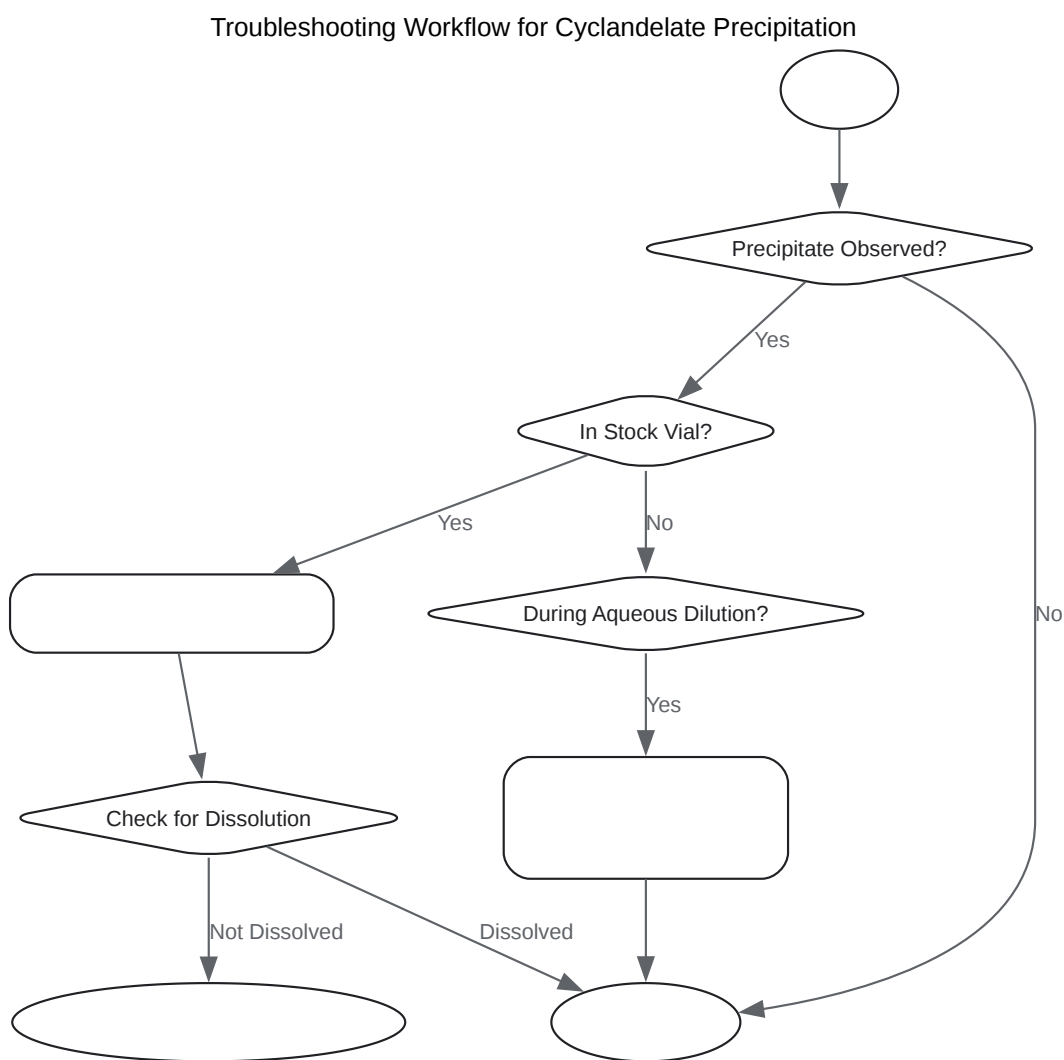 Troubleshooting Workflow for Cyclandelate Precipitation
Precipitate Observed?
Yes
In Stock Vial?
Yes
No
During Aqueous Dilution?
No
Yes
Check for Dissolution
Not Dissolved
Dissolved